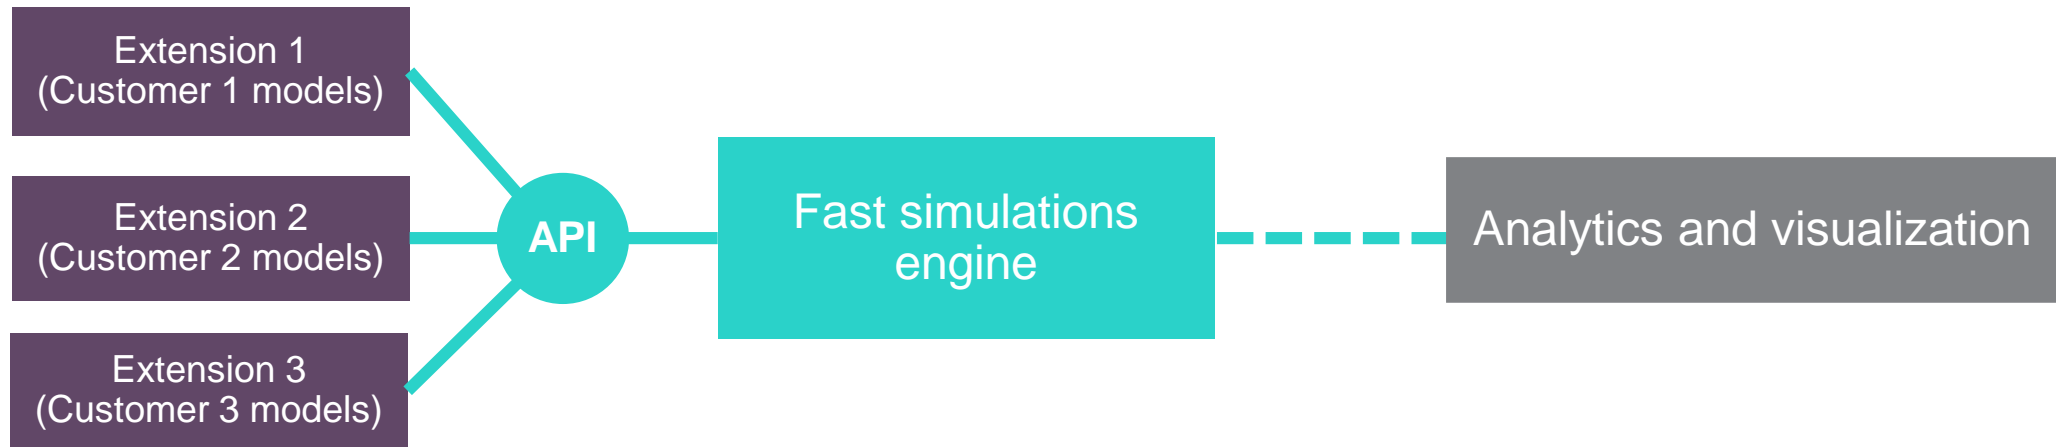 Extension 1
(Customer 1 models)
Extension 2
(Customer 2 models)
Extension 3
(Customer 3 models)
API
Fast simulations
engine
Analytics and visualization